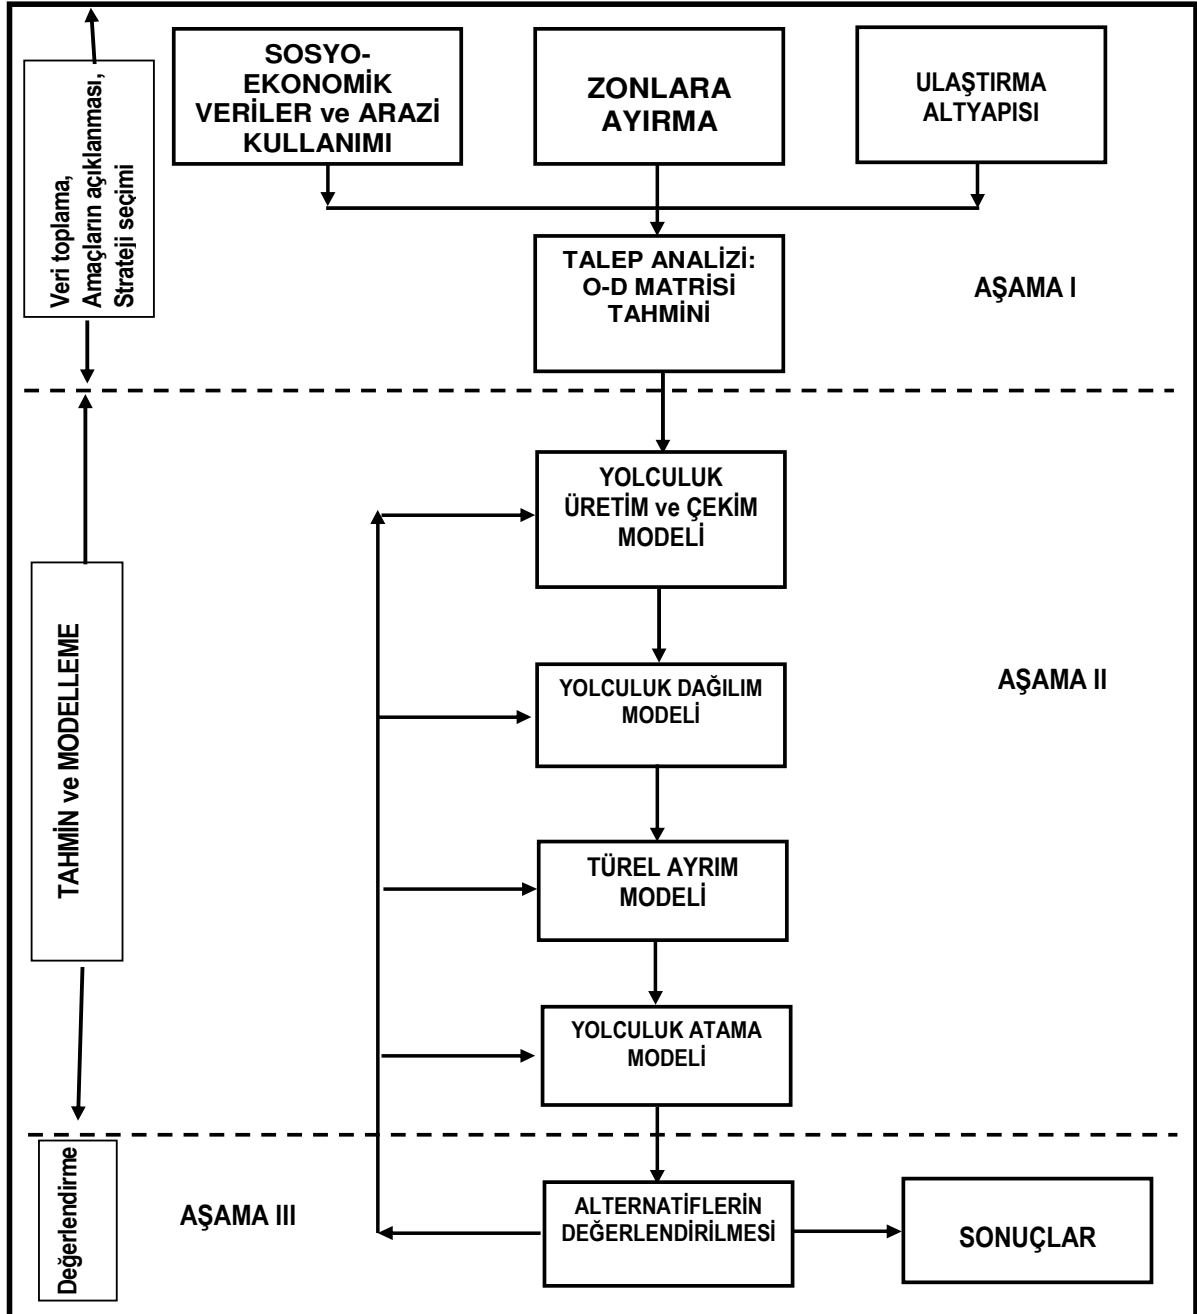 SOSYO-
EKONOMİK
VERİLER ve ARAZİ
KULLANIMI
ZONLARA
AYIRMA
ULAŞTIRMA
ALTYAPISI
Veri toplama,
Amaçların açıklanması,
Strateji seçimi
TALEP ANALİZİ:
O-D MATRİSİ
TAHMİNİ
AŞAMA I
YOLCULUK
ÜRETİM ve ÇEKİM
MODELİ
TAHMİN ve MODELLEME
YOLCULUK DAĞILIM
MODELİ
AŞAMA II
TÜREL AYRIM
MODELİ
YOLCULUK ATAMA
MODELİ
Değerlendirme
AŞAMA III
ALTERNATİFLERİN
DEĞERLENDİRİLMESİ
SONUÇLAR